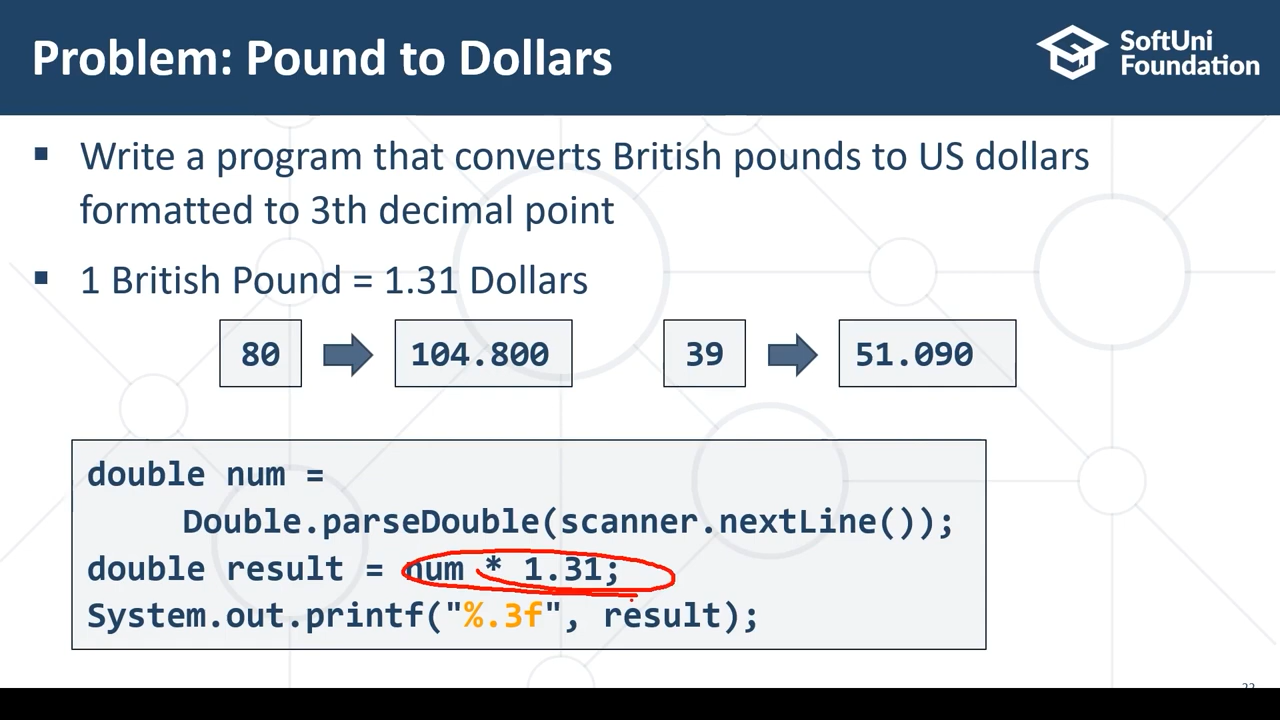 Problem: Pound to Dollars
SoftUni
Foundation
▪ Write a program that converts British pounds to US dollars
formatted to 3th decimal point
▪ 1 British Pound = 1.31 Dollars
80 104.800 39 51.090
double num =
Double.parseDouble(scanner.nextLine());
double result = num * 1.31;
System.out.printf("%.3f", result);